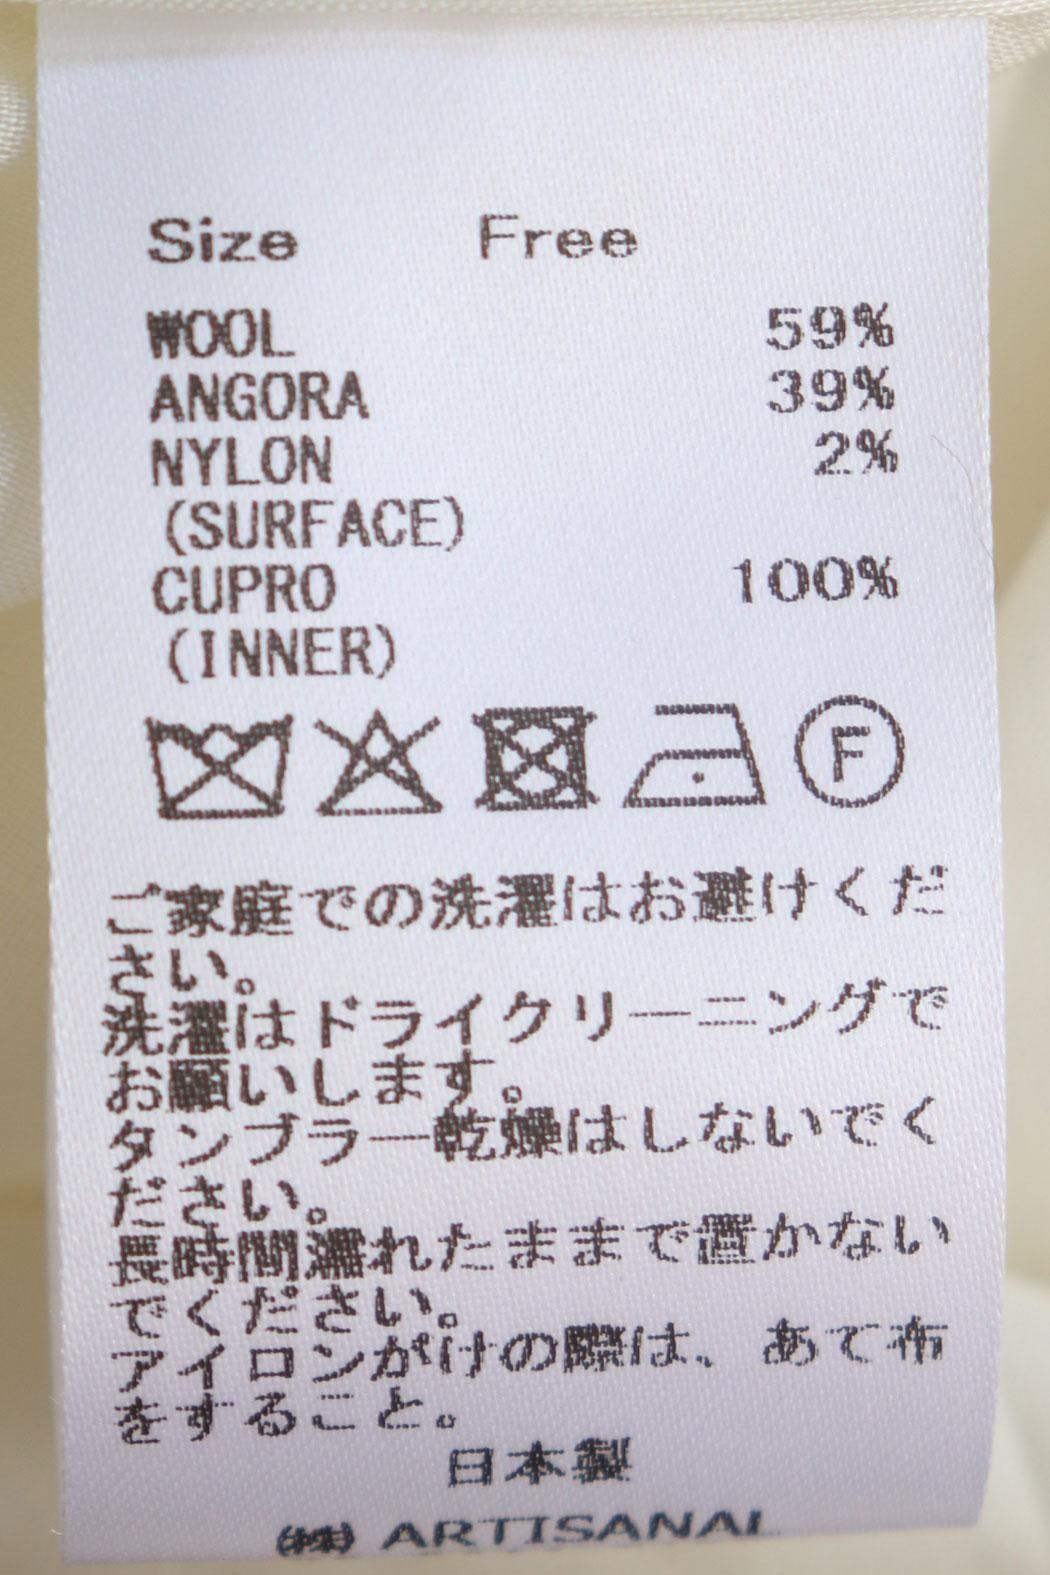 Size Free
WOOL 59%
ANGORA 39%
NYLON 2%
(SURFACE)
CUPRO 100%
(INNER)
F
ご家庭での洗濯はお避けくだ
さい。
洗濯はドライクリーニングで
お願いします。
タンブラー乾燥はしないでく
ださい。
長時間濡れたままで置かない
でください。
アイロンがけの際は、あて布
をすること。
日本製
㈱ ARTISANAL